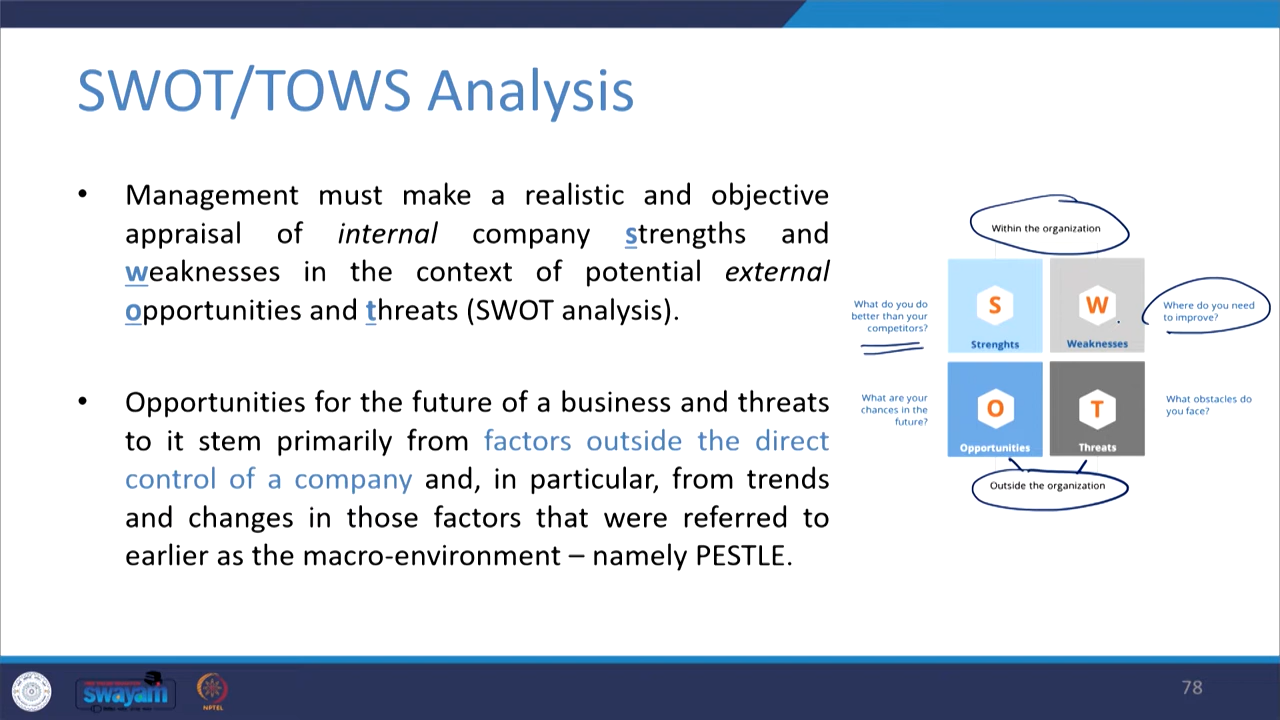 SWOT/TOWS Analysis
• Management must make a realistic and objective
appraisal of internal company strengths and
weaknesses in the context of potential external
opportunities and threats (SWOT analysis).
• Opportunities for the future of a business and threats
to it stem primarily from factors outside the direct
control of a company and, in particular, from trends
and changes in those factors that were referred to
earlier as the macro-environment – namely PESTLE.
Within the organization
What do you do
better than your
competitors?
S
Strenghts
W
Weaknesses
Where do you need
to improve?
What are your
chances in the
future?
O
Opportunities
T
Threats
What obstacles do
you face?
Outside the organization
swayam
NPTEL
78